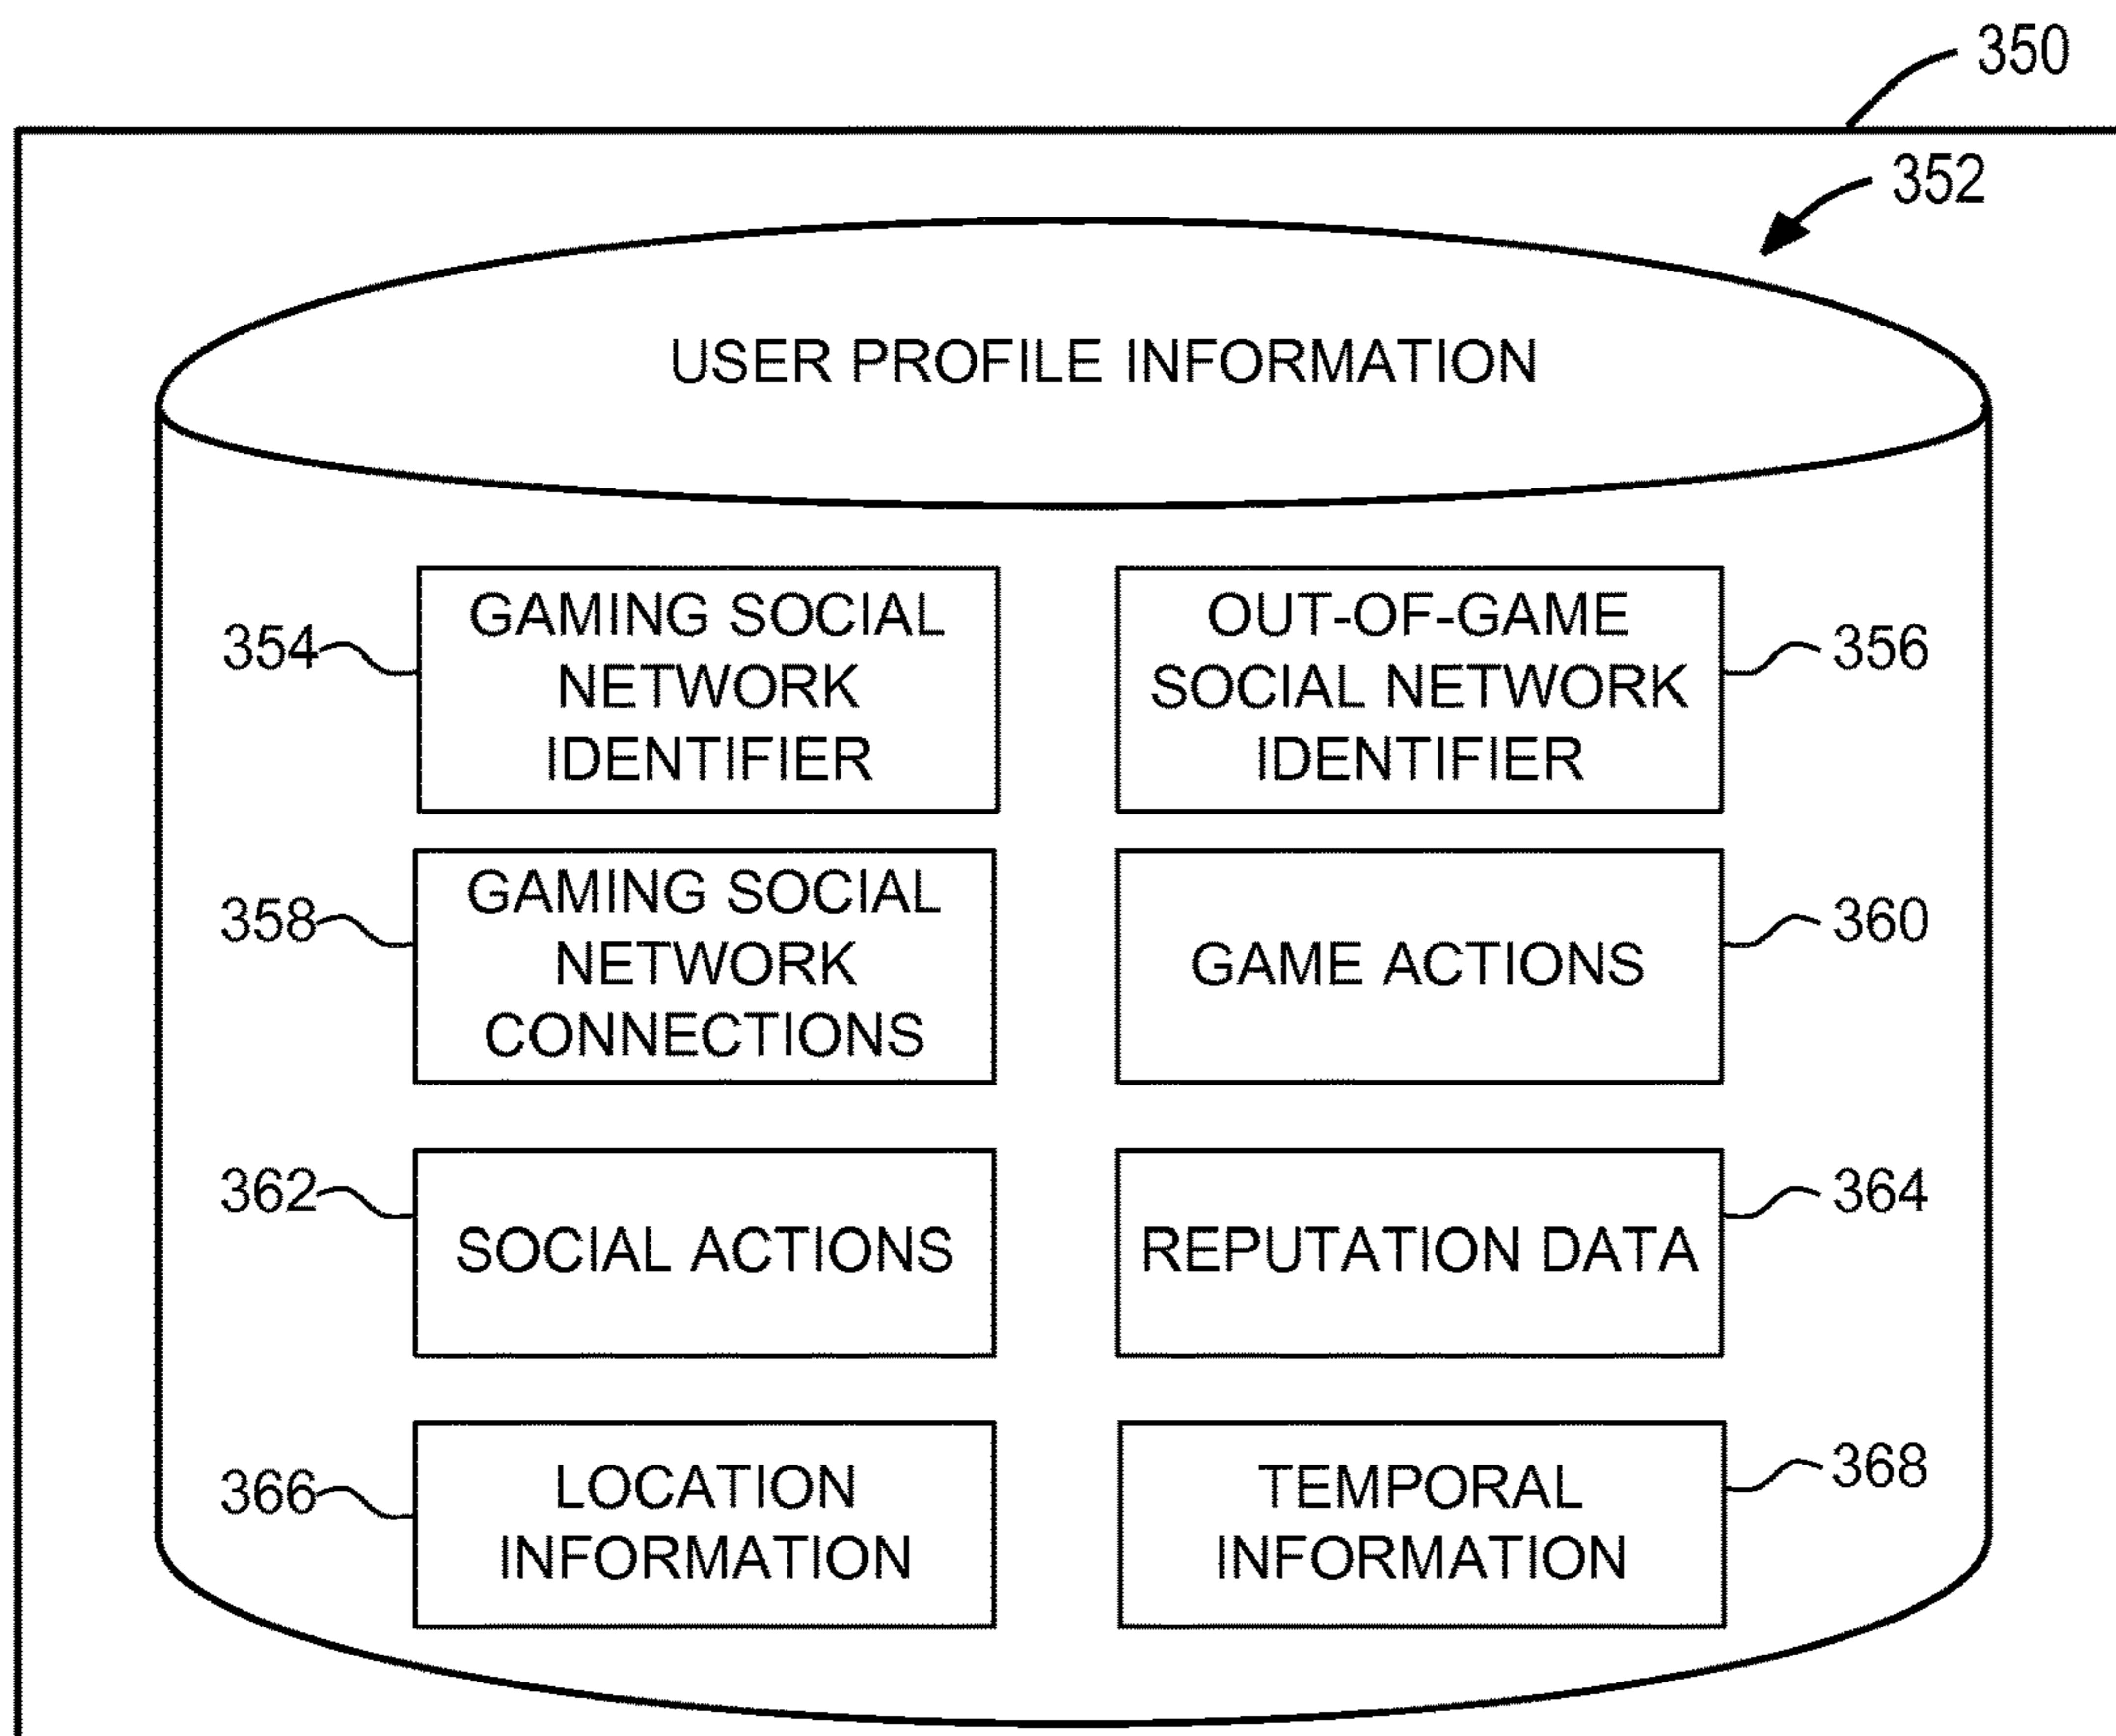 350
352
USER PROFILE INFORMATION
354
GAMING SOCIAL
NETWORK
IDENTIFIER
OUT-OF-GAME
SOCIAL NETWORK
IDENTIFIER
356
358
GAMING SOCIAL
NETWORK
CONNECTIONS
GAME ACTIONS
360
362
SOCIAL ACTIONS
REPUTATION DATA
364
366
LOCATION
INFORMATION
TEMPORAL
INFORMATION
368